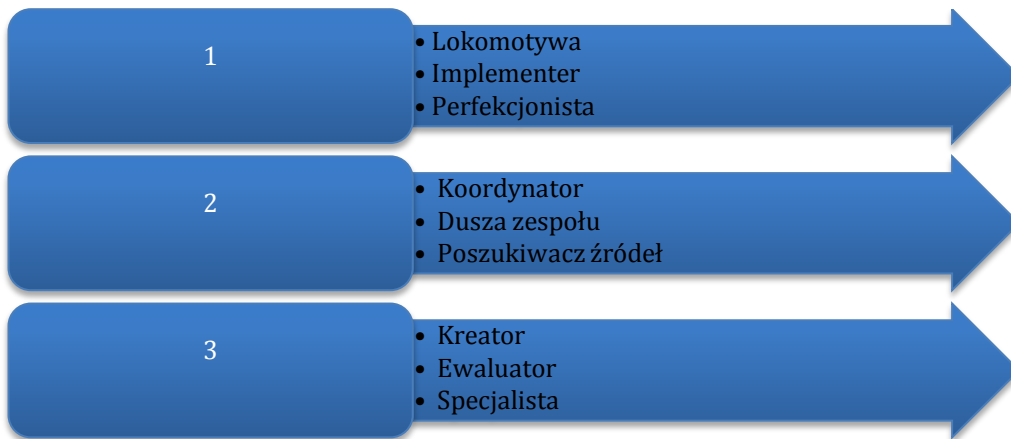 1
• Lokomotywa
• Implementer
• Perfekcjonista
2
• Koordynator
• Dusza zespołu
• Poszukiwacz źródeł
3
• Kreator
• Ewaluator
• Specjalista